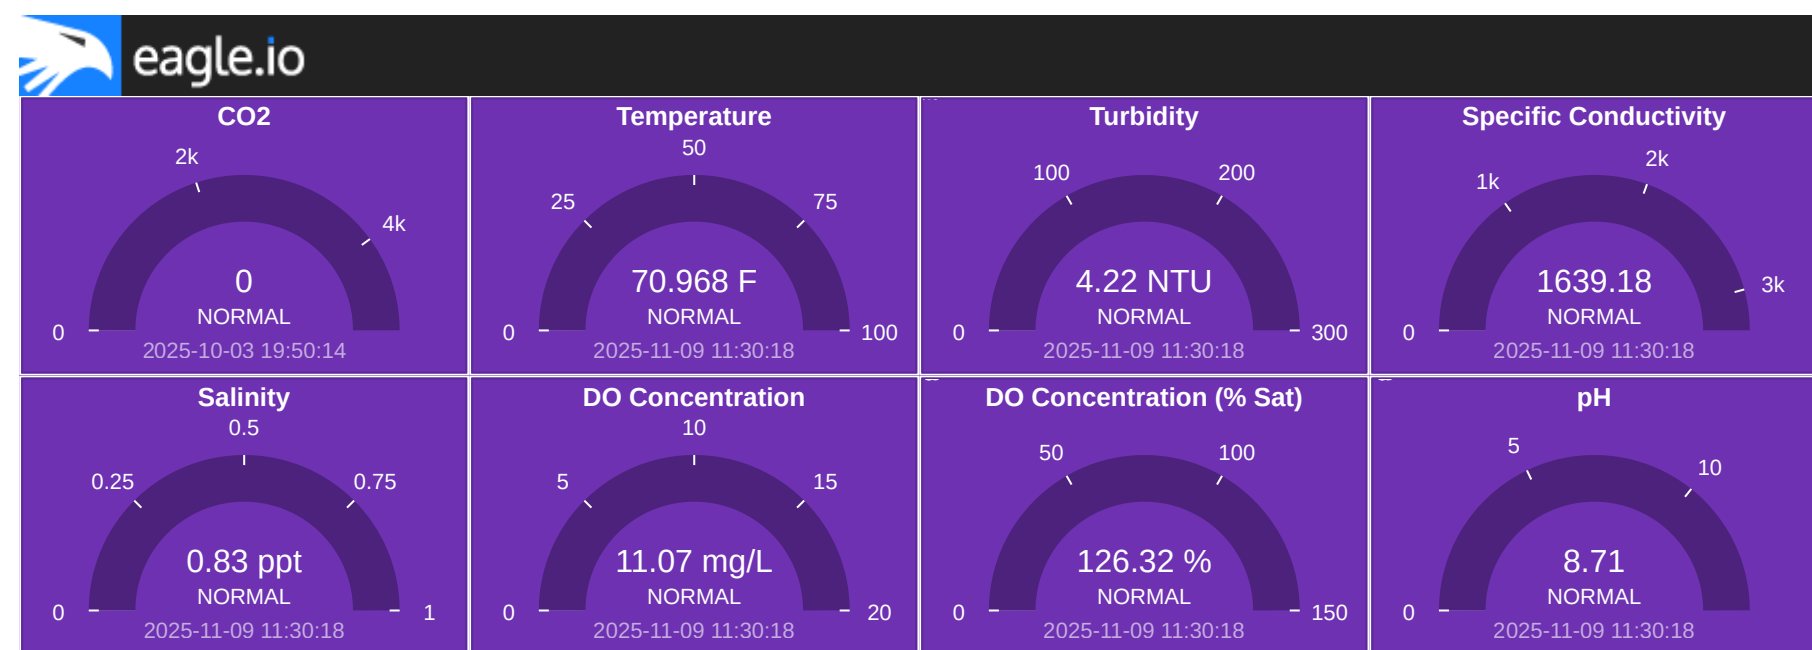 eagle.io
CO2
2k
4k
0
NORMAL
0
2025-10-03 19:50:14
Temperature
50
25
75
70.968 F
NORMAL
0
100
2025-11-09 11:30:18
Turbidity
100
200
4.22 NTU
NORMAL
0
300
2025-11-09 11:30:18
Specific Conductivity
2k
1k
1639.18
3k
NORMAL
0
2025-11-09 11:30:18
Salinity
0.5
0.25
0.75
0.83 ppt
NORMAL
0
1
2025-11-09 11:30:18
DO Concentration
10
5
15
11.07 mg/L
NORMAL
0
20
2025-11-09 11:30:18
DO Concentration (% Sat)
50
100
126.32 %
NORMAL
0
150
2025-11-09 11:30:18
pH
5
10
8.71
NORMAL
0
2025-11-09 11:30:18